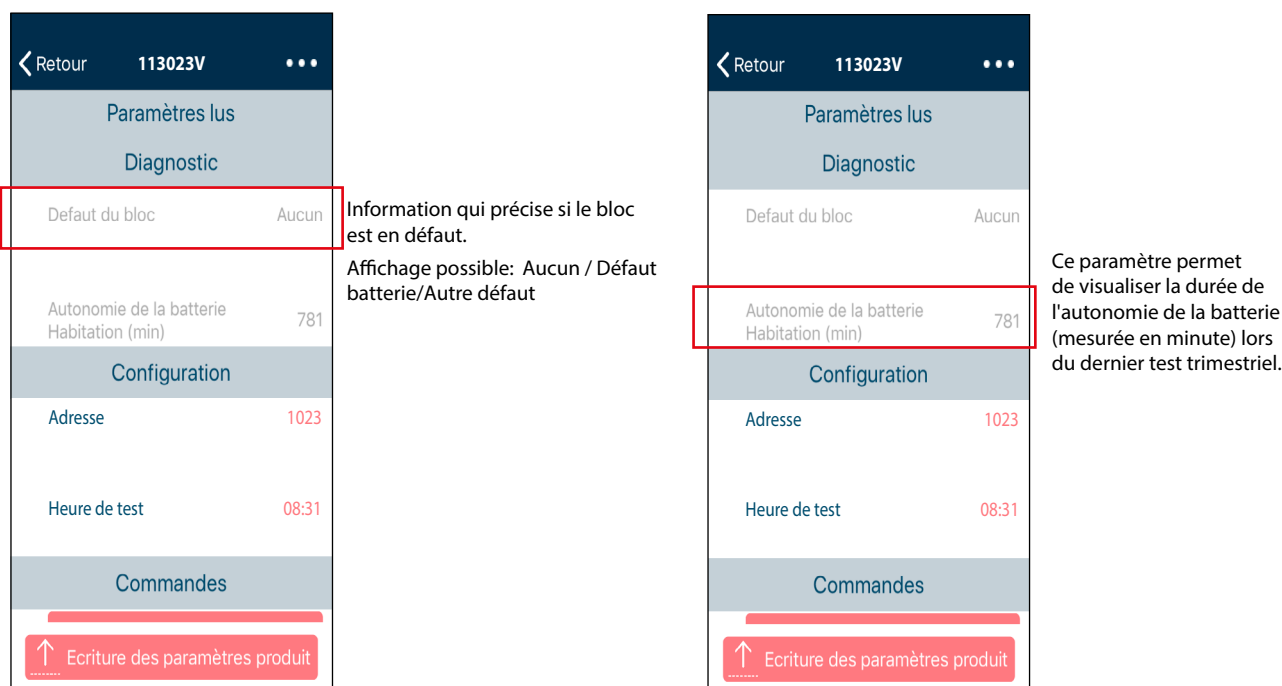 Retour 113023V •••
Paramètres lus
Diagnostic
Defaut du bloc Aucun
Autonomie de la batterie
Habitation (min) 781
Configuration
Adresse 1023
Heure de test 08:31
Commandes
Ecriture des paramètres produit
Information qui précise si le bloc
est en défaut.
Affichage possible: Aucun / Défaut
batterie/Autre défaut
Retour 113023V •••
Paramètres lus
Diagnostic
Defaut du bloc Aucun
Autonomie de la batterie
Habitation (min) 781
Configuration
Adresse 1023
Heure de test 08:31
Commandes
Ecriture des paramètres produit
Ce paramètre permet
de visualiser la durée de
l'autonomie de la batterie
(mesurée en minute) lors
du dernier test trimestriel.